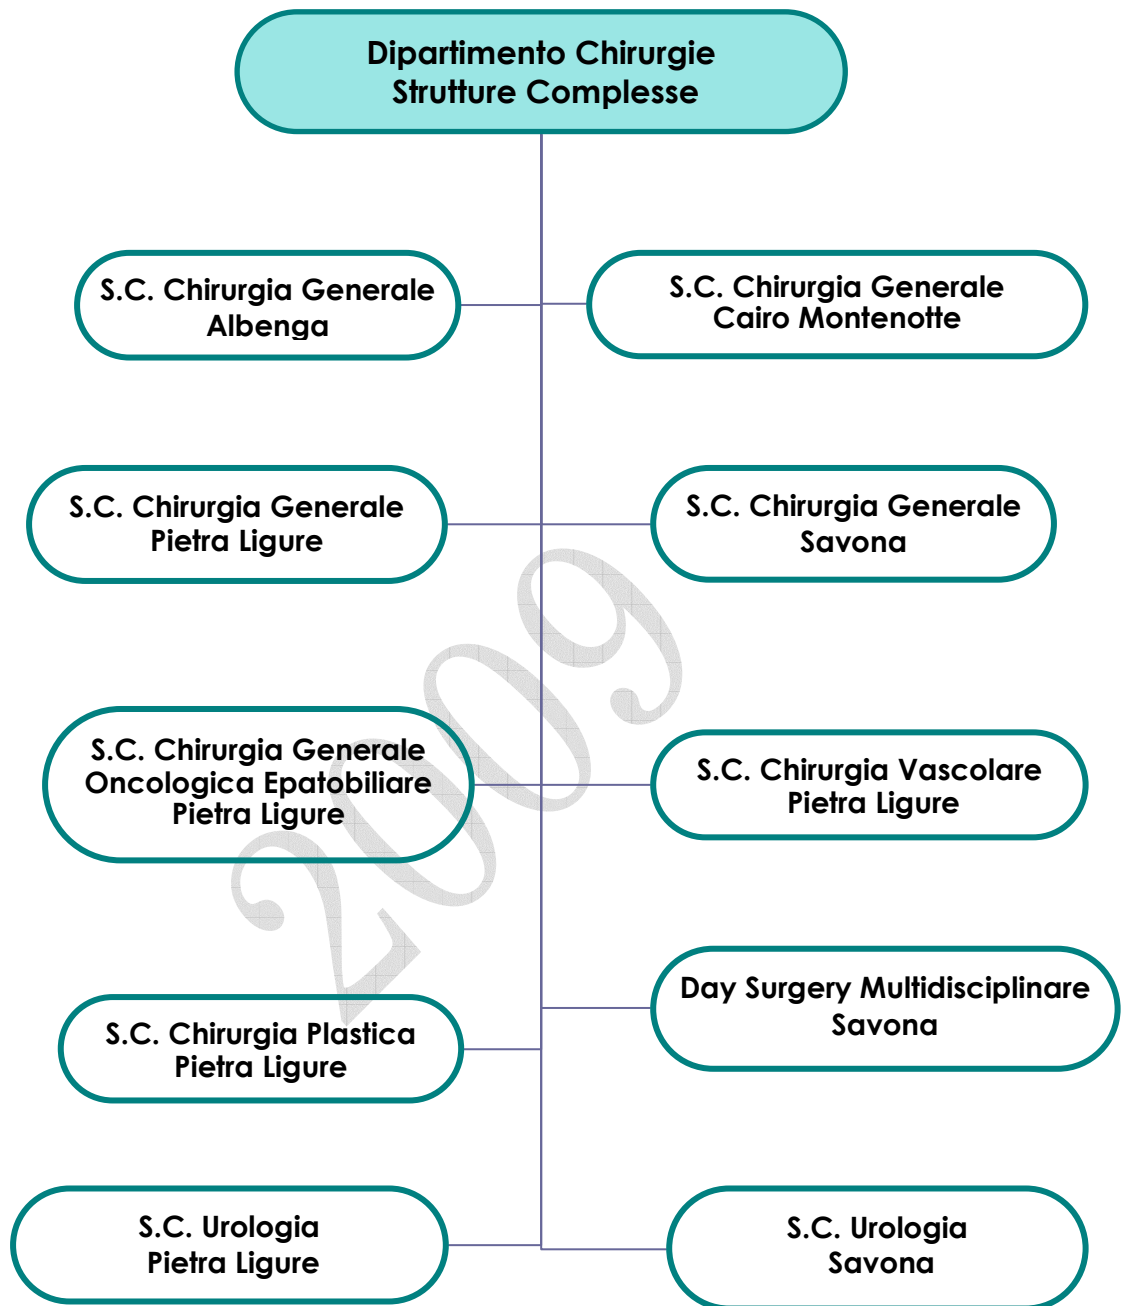 Dipartimento Chirurgie
Strutture Complesse
S.C. Chirurgia Generale
Albenga
S.C. Chirurgia Generale
Cairo Montenotte
S.C. Chirurgia Generale
Pietra Ligure
S.C. Chirurgia Generale
Savona
S.C. Chirurgia Generale
Oncologica Epatobiliare
Pietra Ligure
S.C. Chirurgia Vascolare
Pietra Ligure
Day Surgery Multidisciplinare
Savona
S.C. Chirurgia Plastica
Pietra Ligure
S.C. Urologia
Pietra Ligure
S.C. Urologia
Savona
2009